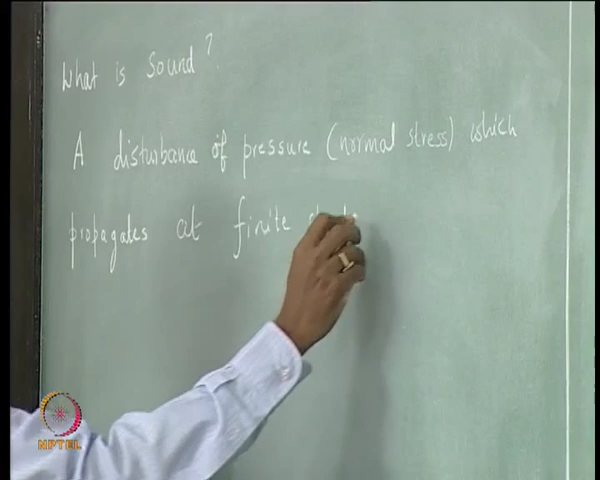 What is Sound?
A disturbance of pressure (normal stress) which
propagates at finite
NPTEL